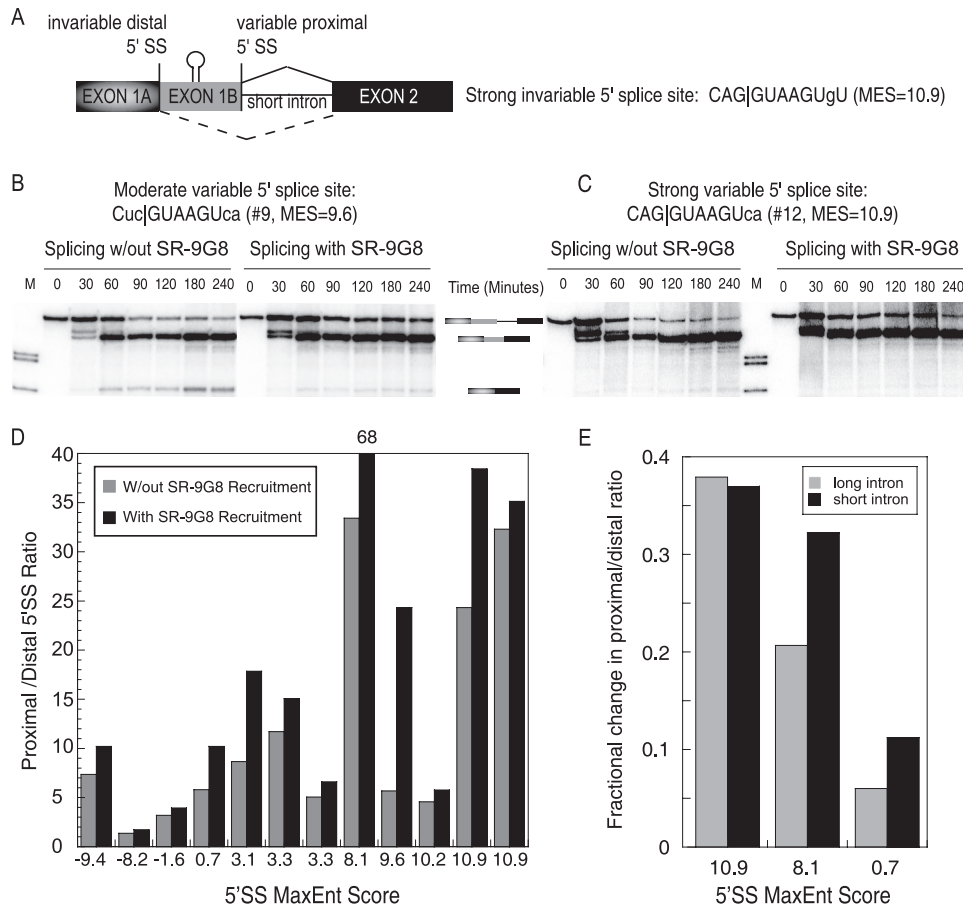 A
invariable distal
5' SS
variable proximal
5' SS
EXON 1A
EXON 1B
short intron
EXON 2
Strong invariable 5' splice site: CAG|GUAAGUgU (MES=10.9)
B
Moderate variable 5' splice site:
Cuc|GUAAGUca (#9, MES=9.6)
Splicing w/out SR-9G8
Splicing with SR-9G8
M
0 30 60 90 120 180 240
0 30 60 90 120 180 240
Time (Minutes)
C
Strong variable 5' splice site:
CAG|GUAAGUca (#12, MES=10.9)
Splicing w/out SR-9G8
Splicing with SR-9G8
0 30 60 90 120 180 240
M
0 30 60 90 120 180 240
D
68
40
35
30
25
20
15
10
5
0
Proximal /Distal 5'SS Ratio
W/out SR-9G8 Recruitment
With SR-9G8 Recruitment
-9.4 -8.2 -1.6 0.7 3.1 3.3 3.3 8.1 9.6 10.2 10.9 10.9
5'SS MaxEnt Score
E
0.4
0.3
0.2
0.1
0
Fractional change in proximal/distal ratio
long intron
short intron
10.9 8.1 0.7
5'SS MaxEnt Score